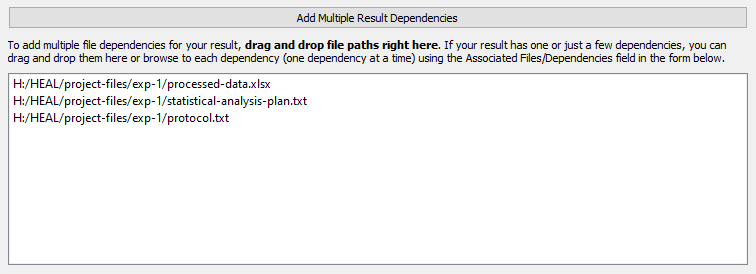 Add Multiple Result Dependencies
To add multiple file dependencies for your result, drag and drop file paths right here. If your result has one or just a few dependencies, you can
drag and drop them here or browse to each dependency (one dependency at a time) using the Associated Files/Dependencies field in the form below.
H:/HEAL/project-files/exp-1/processed-data.xlsx
H:/HEAL/project-files/exp-1/statistical-analysis-plan.txt
H:/HEAL/project-files/exp-1/protocol.txt